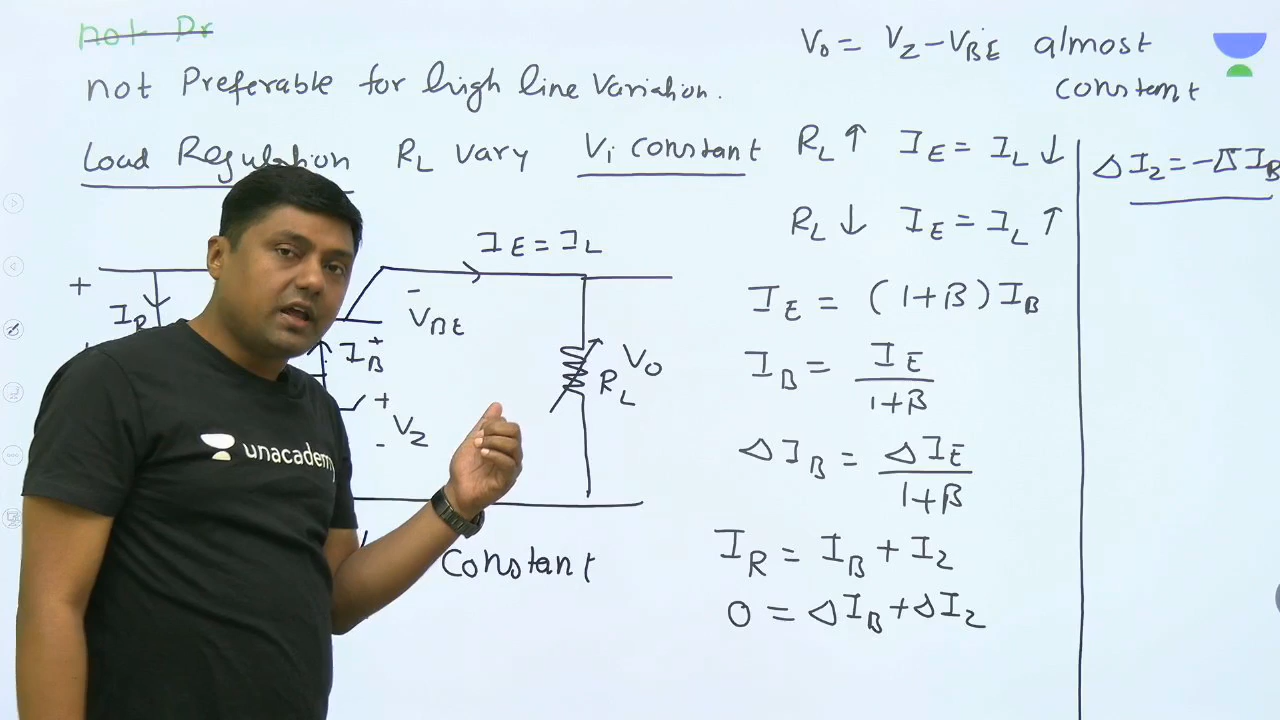 not Pr
not Preferable for high line Variation.
Load Regulation RL vary Vi constant
V0 = VZ - VBE almost
constant
RL ↑ IE = IL ↓
RL ↓ IE = IL ↑
IE = (1+β) IB
IB = IE / 1+β
ΔIB = ΔIE / 1+β
IR = IB + IZ
0 = ΔIB + ΔIZ
ΔIZ = -ΔIB
IE = IL
+
IR
-
VBE
+
IB
+
VZ
-
V0
RL
Constant
unacademy